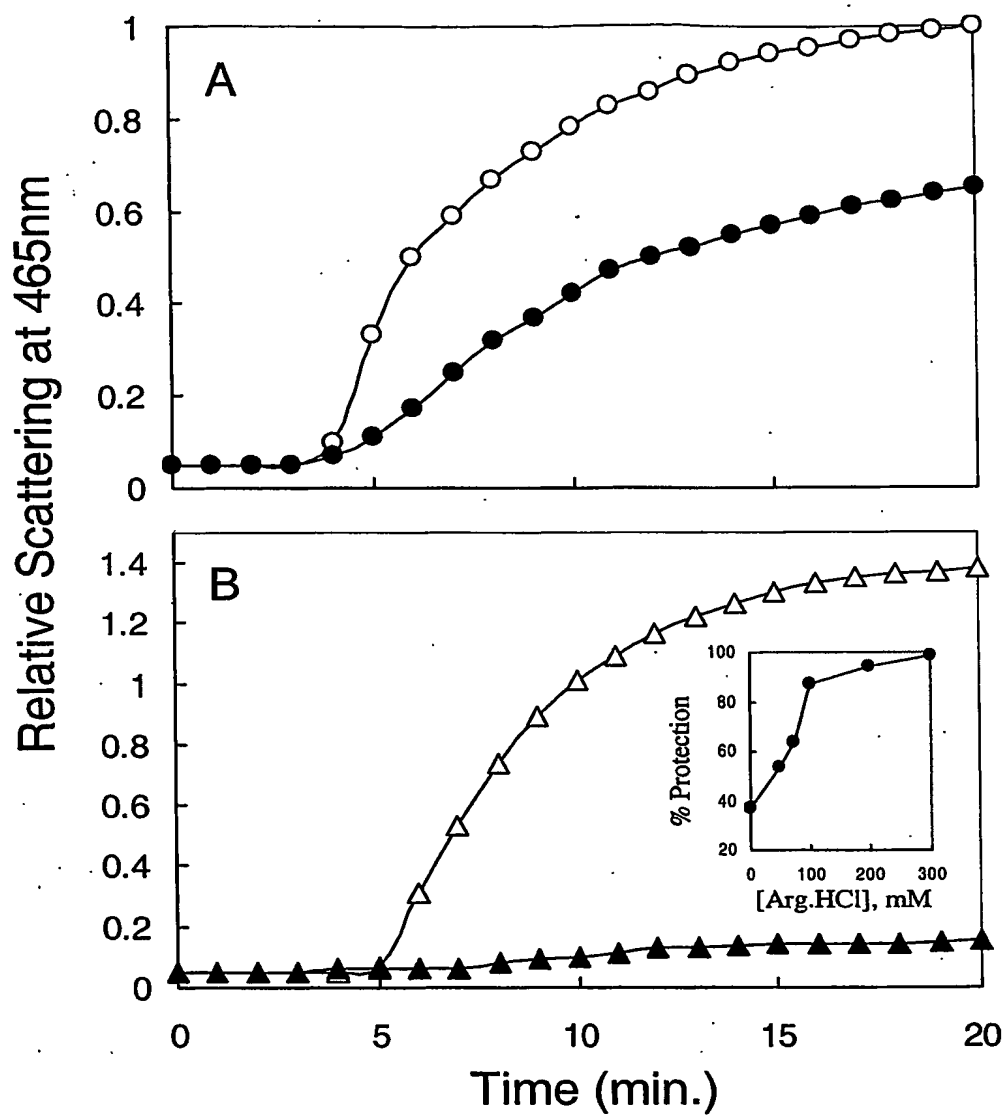 Relative Scattering at 465nm
A
1
0.8
0.6
0.4
0.2
0
B
1.4
1.2
1
0.8
0.6
0.4
0.2
0
0 5 10 15 20
Time (min.)
% Protection
100
80
60
40
20
0 100 200 300
[Arg.HCl], mM